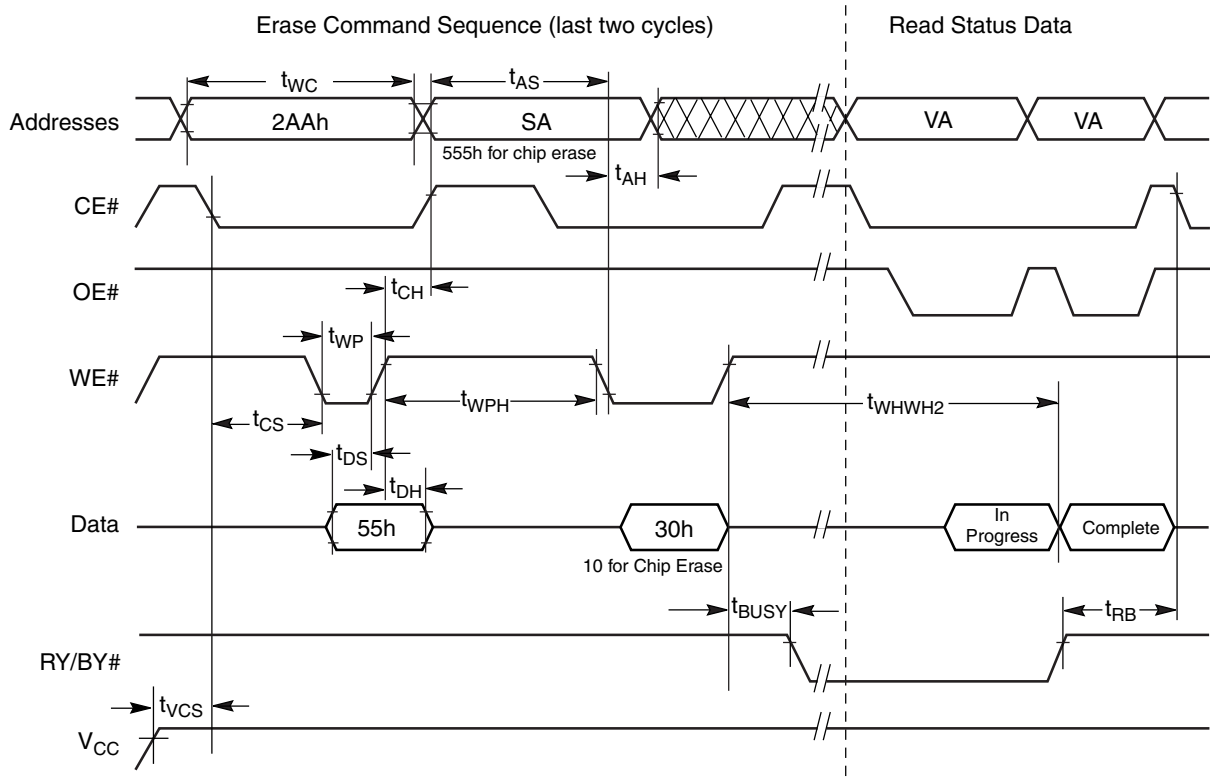 Erase Command Sequence (last two cycles)
Read Status Data
tWC
tAS
Addresses
2AAh
SA
VA
VA
555h for chip erase
tAH
CE#
OE#
tCH
tWP
WE#
tWPH
tWHWH2
tCS
tDS
tDH
Data
55h
30h
In
Progress
Complete
10 for Chip Erase
tBUSY
tRB
RY/BY#
tVCS
VCC